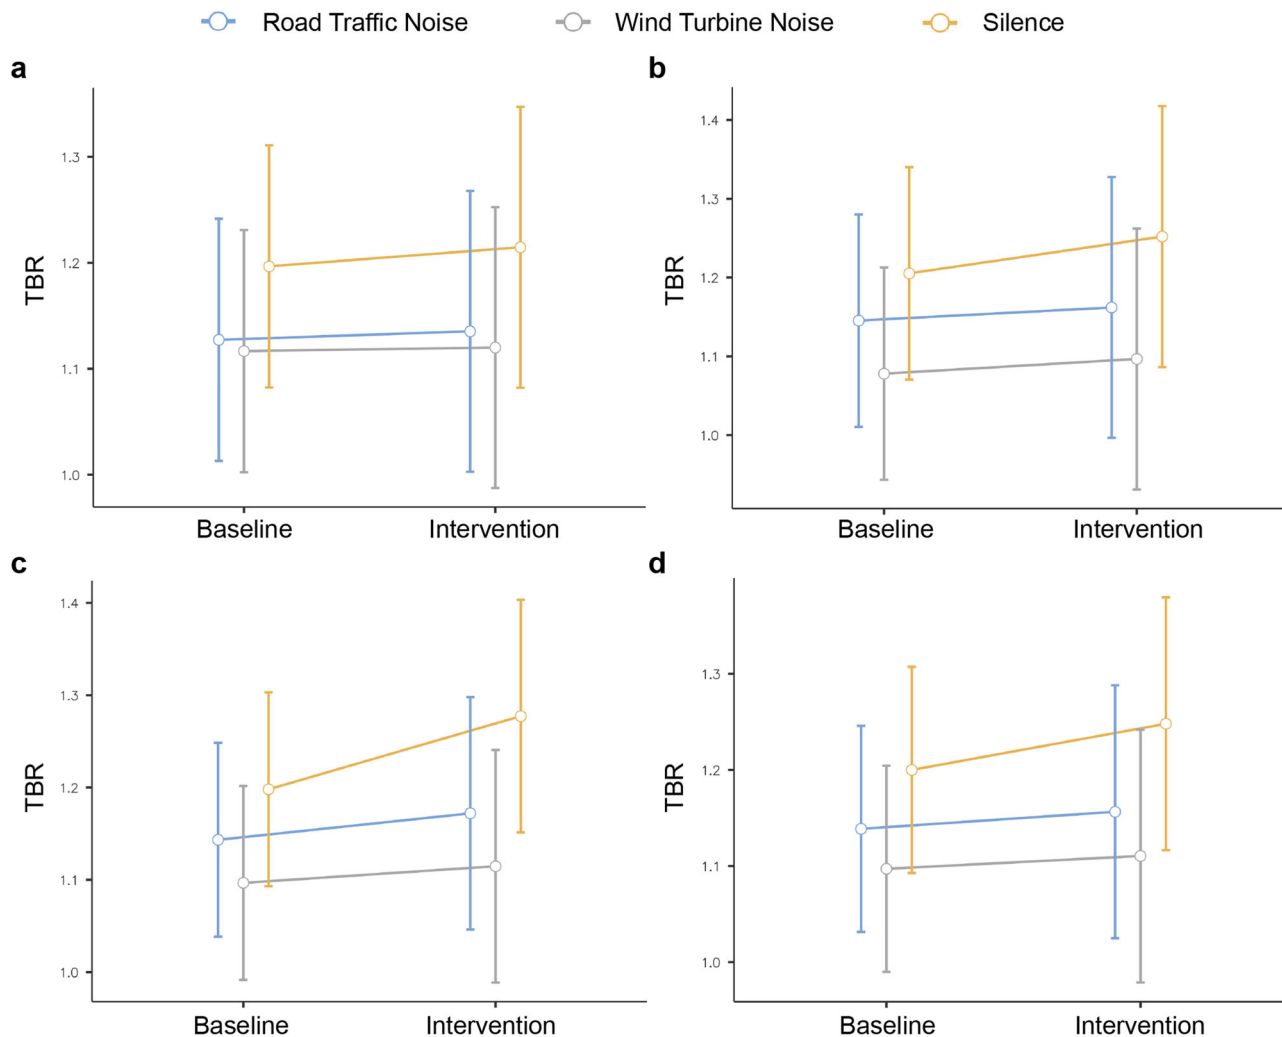 Road Traffic Noise Wind Turbine Noise Silence
a
1.3
1.2
1.1
1.0
TBR
Baseline Intervention
b
1.4
1.3
1.2
1.1
1.0
TBR
Baseline Intervention
c
1.4
1.3
1.2
1.1
1.0
TBR
Baseline Intervention
d
1.3
1.2
1.1
1.0
TBR
Baseline Intervention